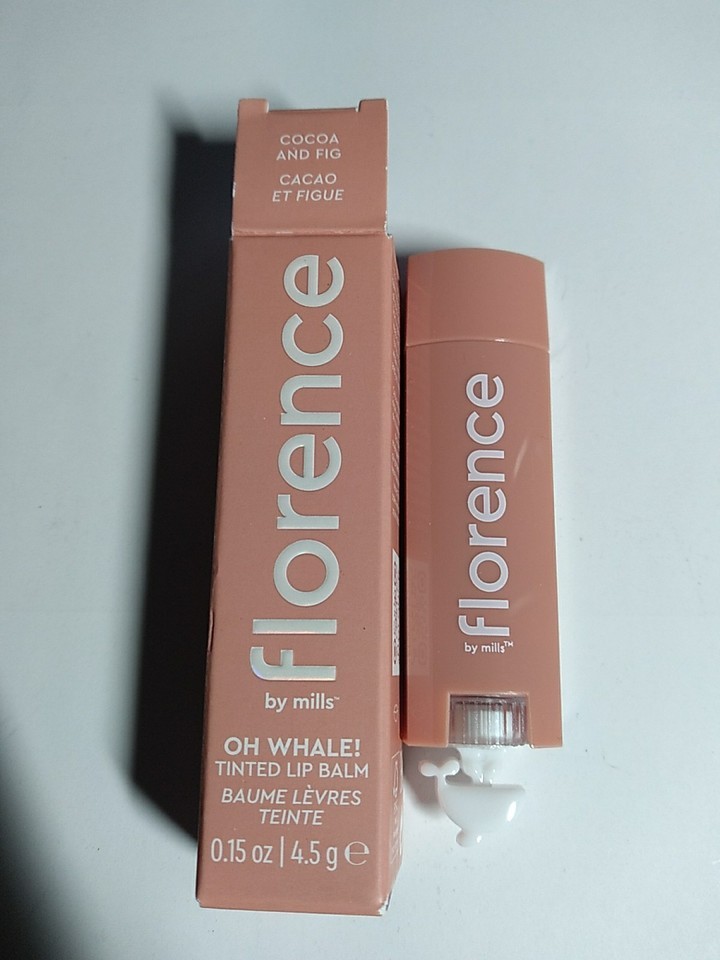 COCOA
AND FIG
CACAO
ET FIGUE
florence
by mills™
OH WHALE!
TINTED LIP BALM
BAUME LÈVRES
TEINTE
0.15 oz | 4.5 g ℮
florence
by mills™